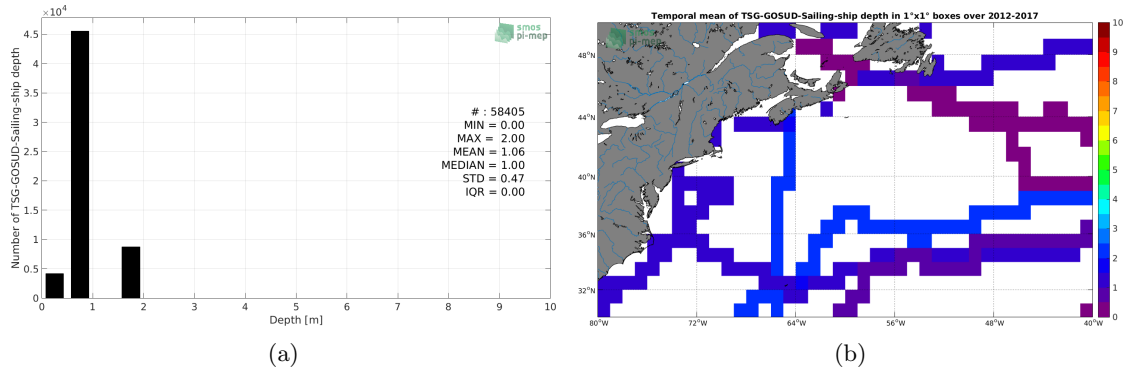 ×10⁴
4.5
4
3.5
3
2.5
2
1.5
1
0.5
0
Number of TSG-GOSUD-Sailing-ship depth
smos
pi-mep
# : 58405
MIN = 0.00
MAX = 2.00
MEAN = 1.06
MEDIAN = 1.00
STD = 0.47
IQR = 0.00
0 1 2 3 4 5 6 7 8 9 10
Depth [m]
(a)
Temporal mean of TSG-GOSUD-Sailing-ship depth in 1°x1° boxes over 2012-2017
smos
pi-mep
48°N
44°N
40°N
36°N
32°N
80°W 72°W 64°W 56°W 48°W 40°W
10
9
8
7
6
5
4
3
2
1
0
(b)